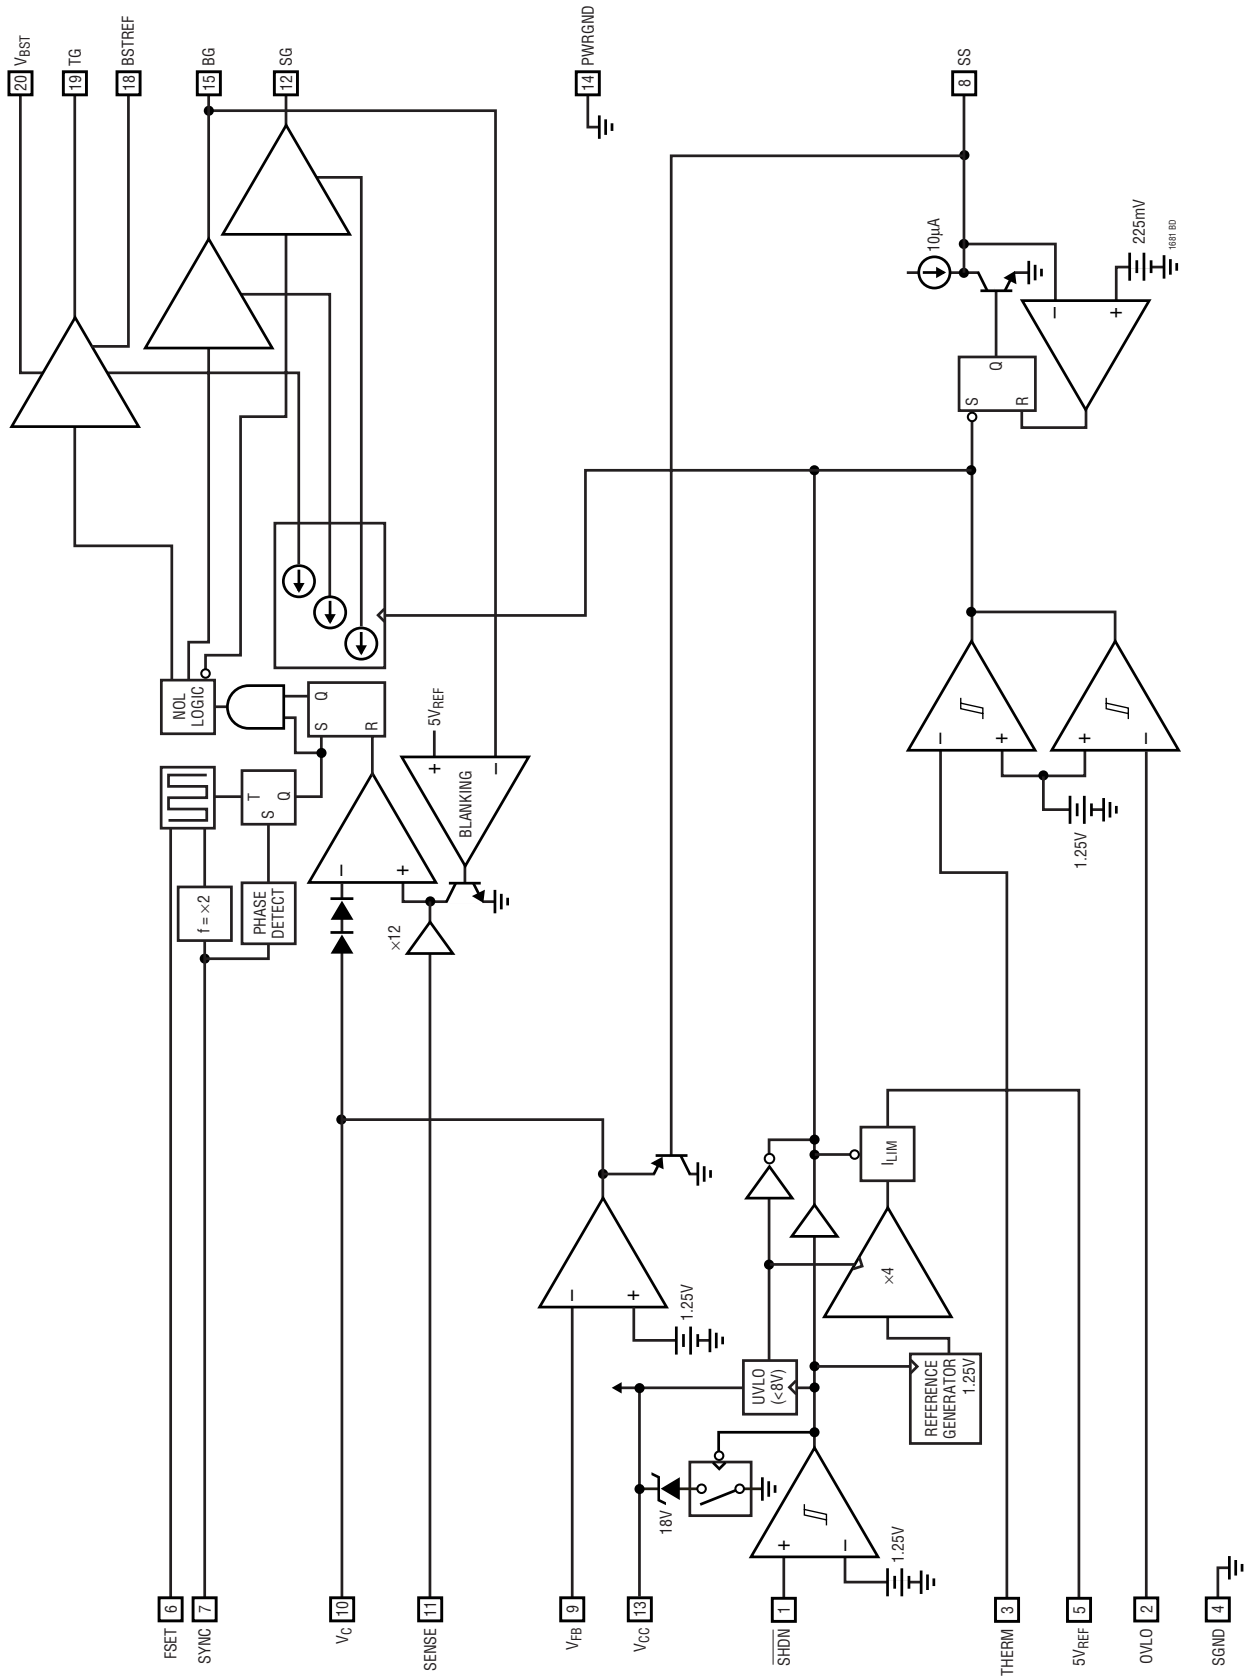 6
FSET
7
SYNC
10
VC
11
SENSE
9
VFB
13
VCC
1
SHDN
3
THERM
5
5VREF
2
OVLO
4
SGND
f = ×2
PHASE
DETECT
T
S
Q
NOL
LOGIC
S
Q
R
–
+
×12
+
–
5VREF
BLANKING
–
+
1.25V
18V
+
–
1.25V
UVLO
(<8V)
REFERENCE
GENERATOR
1.25V
×4
ILIM
–
+
+
–
1.25V
S
Q
R
10µA
–
+
225mV
1681 BD
20
VBST
19
TG
18
BSTREF
15
BG
12
SG
14
PWRGND
8
SS